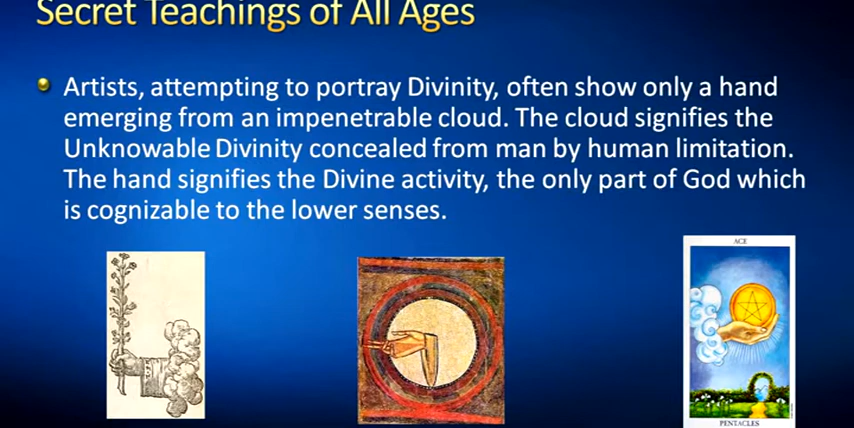 Secret Teachings of All Ages
Artists, attempting to portray Divinity, often show only a hand
emerging from an impenetrable cloud. The cloud signifies the
Unknowable Divinity concealed from man by human limitation.
The hand signifies the Divine activity, the only part of God which
is cognizable to the lower senses.
ACE
PENTACLES